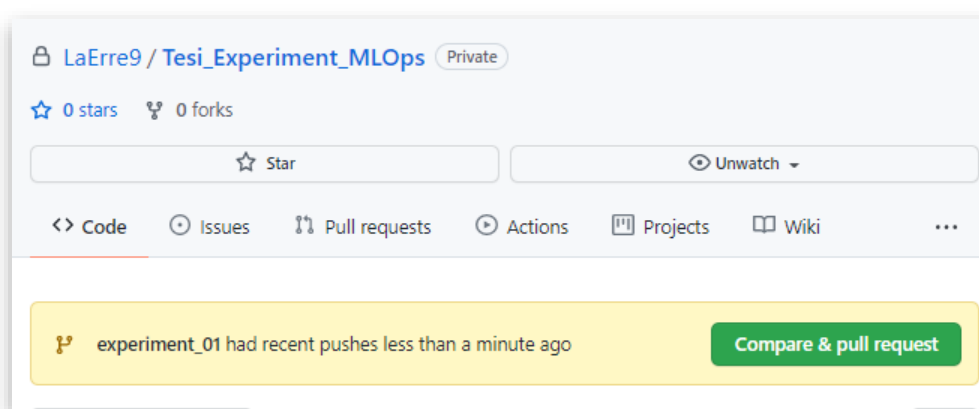 LaErre9 / Tesi_Experiment_MLOps Private
0 stars 0 forks
Star Unwatch
Code Issues Pull requests Actions Projects Wiki ...
experiment_01 had recent pushes less than a minute ago Compare & pull request